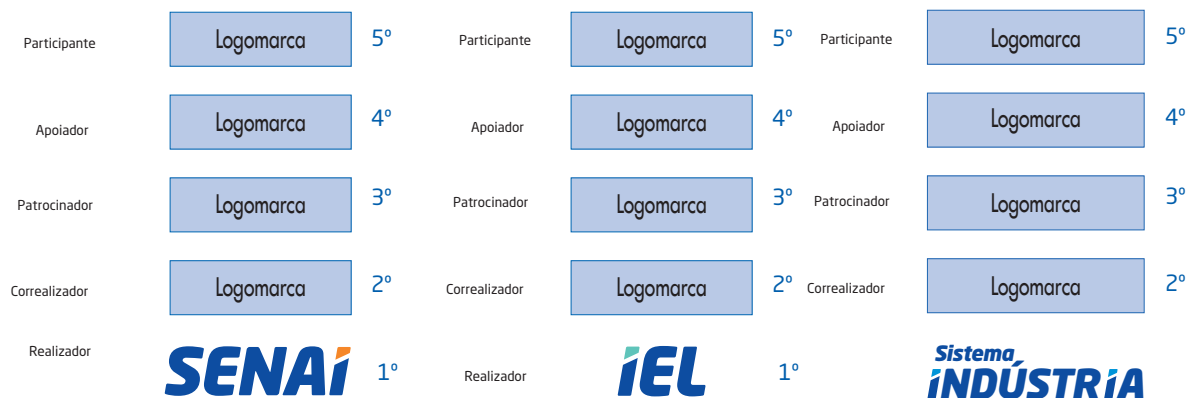 Participante Logomarca 5º Participante Logomarca 5º Participante Logomarca 5º
Apoiador Logomarca 4º Apoiador Logomarca 4º Apoiador Logomarca 4º
Patrocinador Logomarca 3º Patrocinador Logomarca 3º Patrocinador Logomarca 3º
Correalizador Logomarca 2º Correalizador Logomarca 2º Correalizador Logomarca 2º
Realizador SENAI 1º Realizador iEL 1º Sistema
iNDÚSTRiA